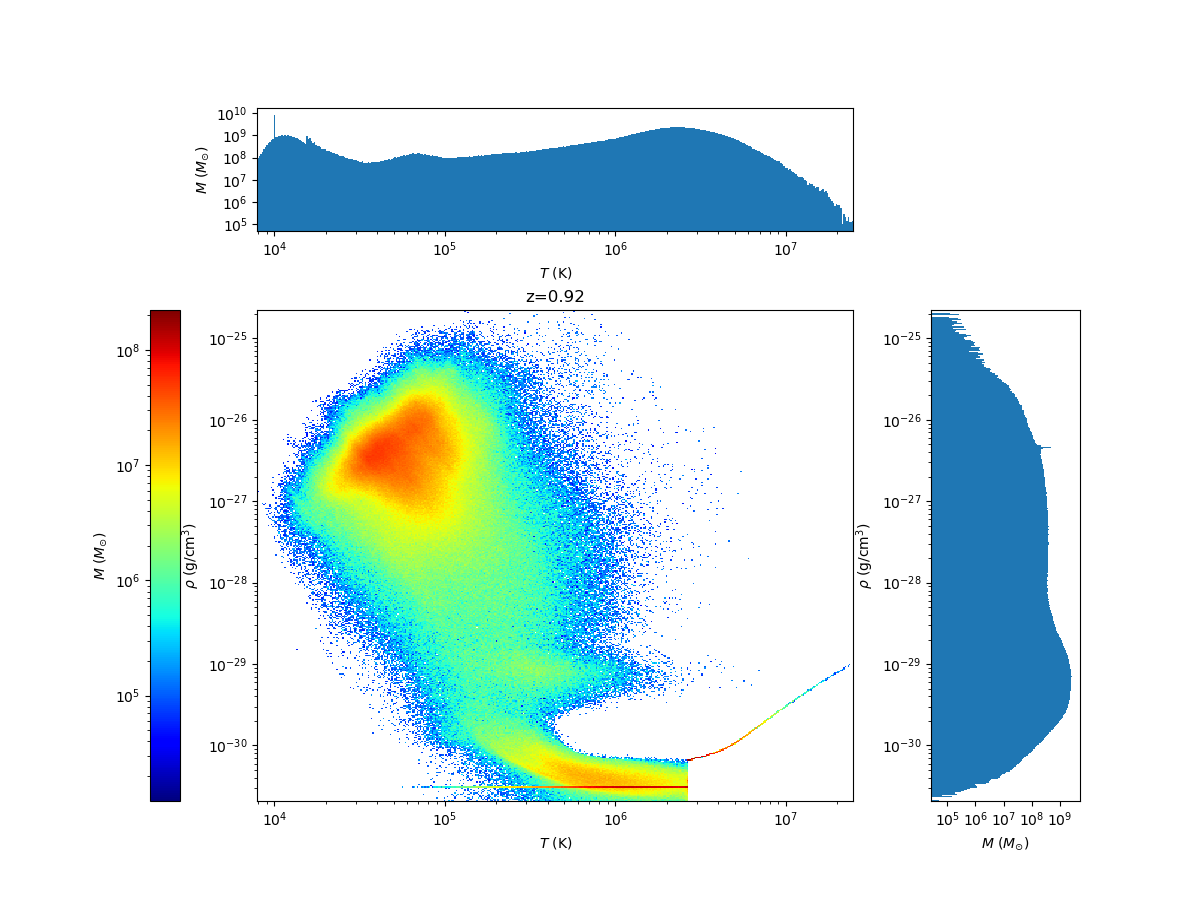 10¹⁰
10⁹
10⁸
10⁷
10⁶
10⁵
M (M☉)
10⁴ 10⁵ 10⁶ 10⁷
T (K)
z=0.92
10⁸
10⁷
10⁶
10⁵
M (M☉)
10⁻²⁵
10⁻²⁶
10⁻²⁷
10⁻²⁸
10⁻²⁹
10⁻³⁰
ρ (g/cm³)
10⁴ 10⁵ 10⁶ 10⁷
T (K)
10⁻²⁵
10⁻²⁶
10⁻²⁷
10⁻²⁸
10⁻²⁹
10⁻³⁰
ρ (g/cm³)
10⁵ 10⁶ 10⁷ 10⁸ 10⁹
M (M☉)